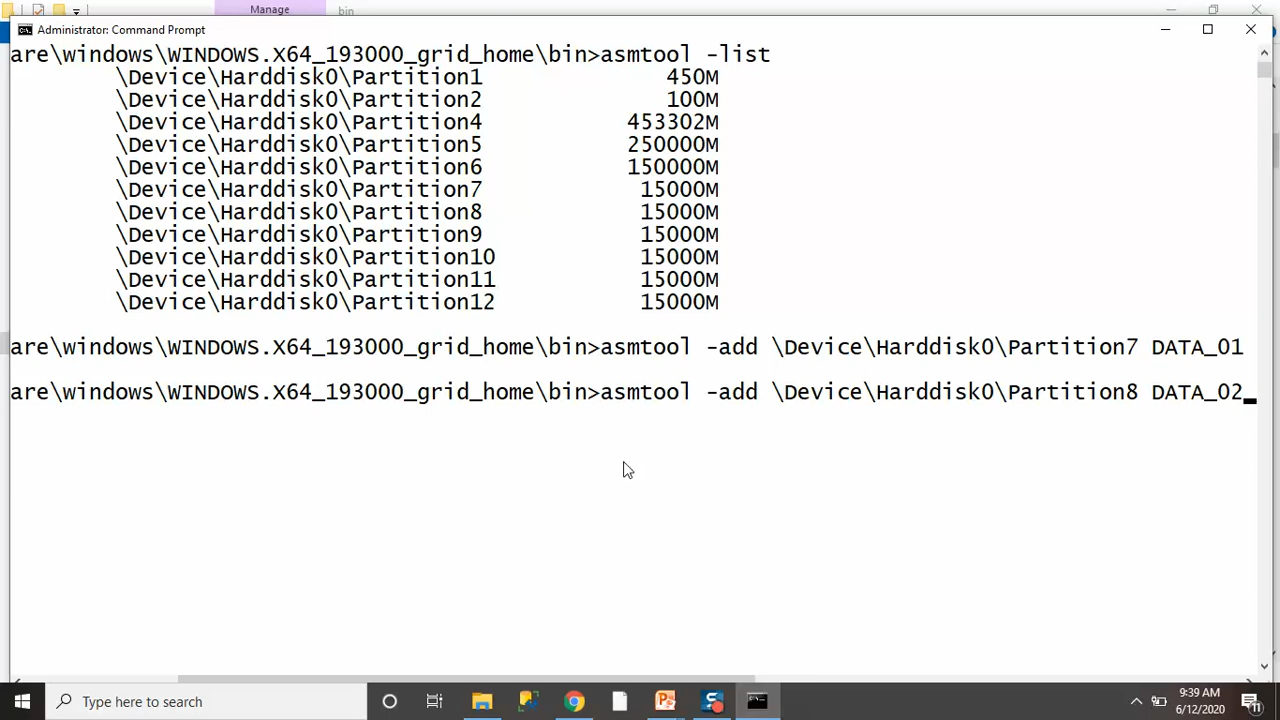 Manage
bin
Administrator: Command Prompt
are\windows\WINDOWS.X64_193000_grid_home\bin>asmtool -list
\Device\Harddisk0\Partition1 450M
\Device\Harddisk0\Partition2 100M
\Device\Harddisk0\Partition4 453302M
\Device\Harddisk0\Partition5 250000M
\Device\Harddisk0\Partition6 150000M
\Device\Harddisk0\Partition7 15000M
\Device\Harddisk0\Partition8 15000M
\Device\Harddisk0\Partition9 15000M
\Device\Harddisk0\Partition10 15000M
\Device\Harddisk0\Partition11 15000M
\Device\Harddisk0\Partition12 15000M
are\windows\WINDOWS.X64_193000_grid_home\bin>asmtool -add \Device\Harddisk0\Partition7 DATA_01
are\windows\WINDOWS.X64_193000_grid_home\bin>asmtool -add \Device\Harddisk0\Partition8 DATA_02
Type here to search
9:39 AM
6/12/2020
11